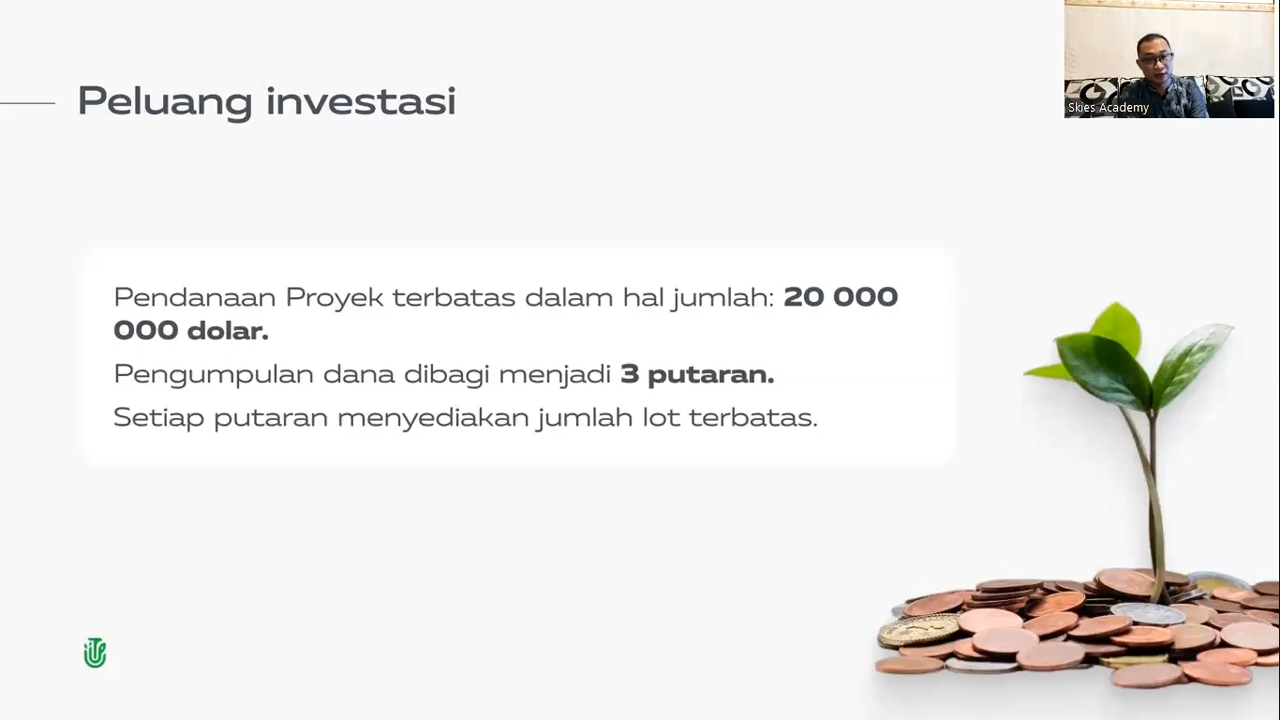 Peluang investasi
Skies Academy
Pendanaan Proyek terbatas dalam hal jumlah: 20 000
000 dolar.
Pengumpulan dana dibagi menjadi 3 putaran.
Setiap putaran menyediakan jumlah lot terbatas.